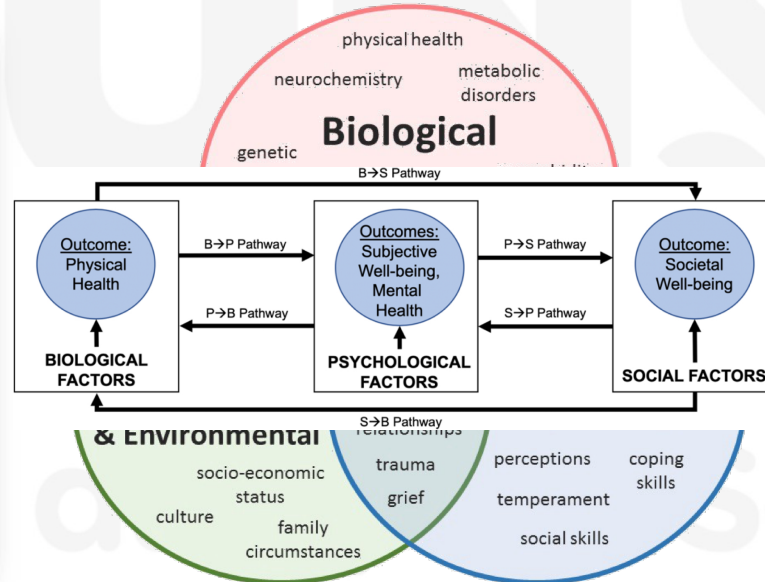 physical health
neurochemistry
metabolic
disorders
Biological
genetic
B→S Pathway
Outcome:
Physical
Health
B→P Pathway
Outcomes:
Subjective
Well-being,
Mental
Health
P→S Pathway
Outcome:
Societal
Well-being
P→B Pathway
S→P Pathway
BIOLOGICAL
FACTORS
PSYCHOLOGICAL
FACTORS
SOCIAL FACTORS
S→B Pathway
& Environmental
relationships
trauma
grief
socio-economic
status
culture
family
circumstances
perceptions
coping
skills
temperament
social skills